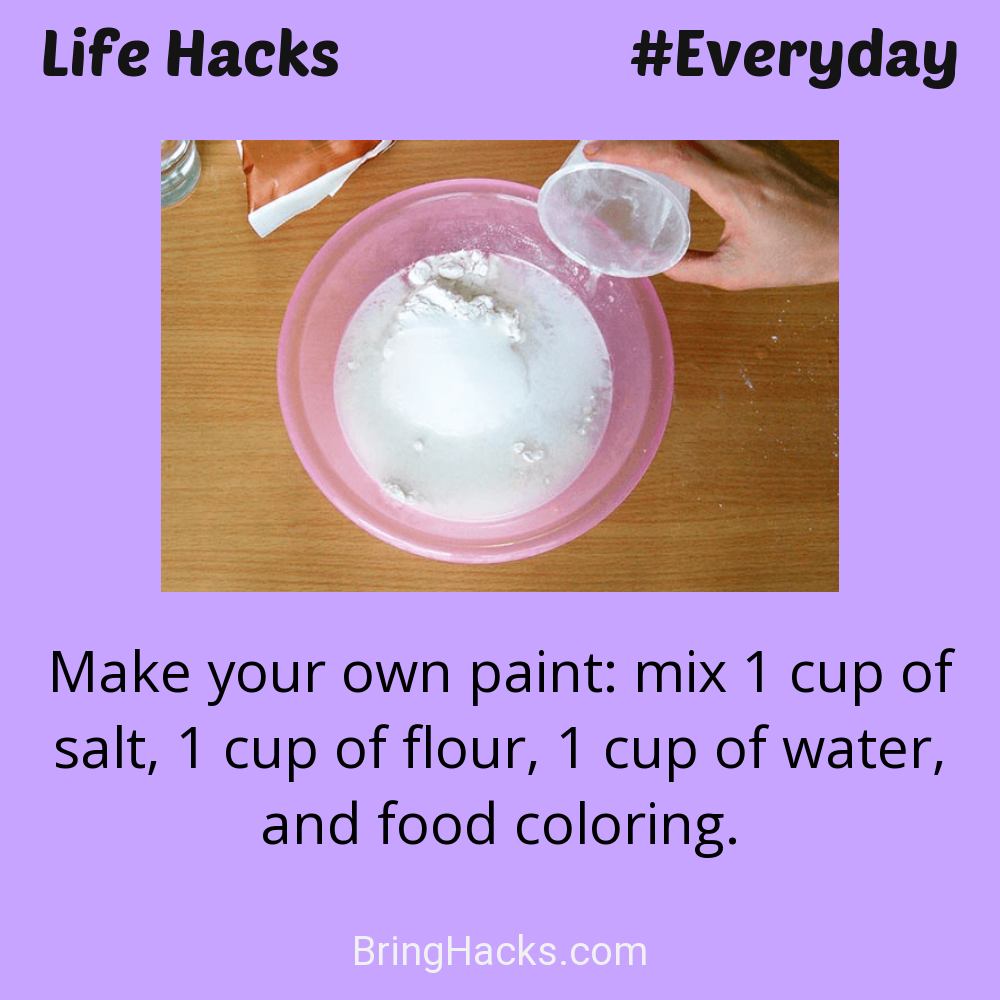 Life Hacks
#Everyday
Make your own paint: mix 1 cup of
salt, 1 cup of flour, 1 cup of water,
and food coloring.
BringHacks.com